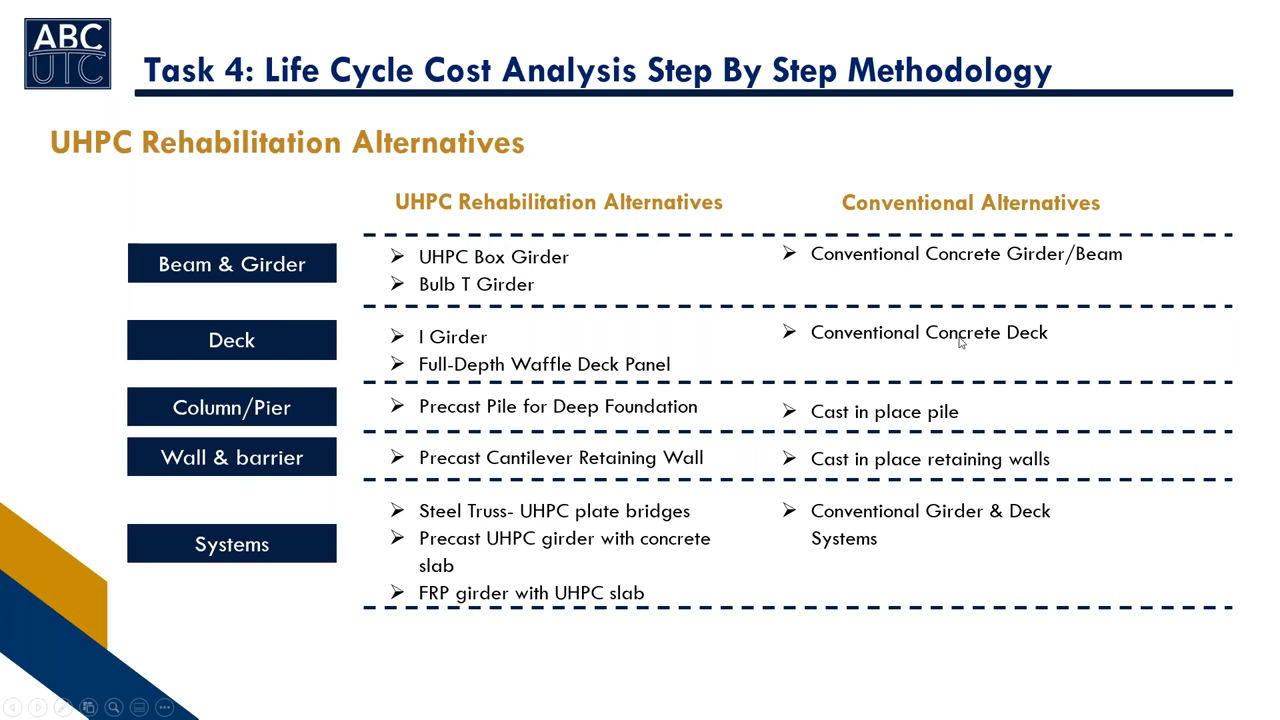 ABC
UTC
Task 4: Life Cycle Cost Analysis Step By Step Methodology
UHPC Rehabilitation Alternatives
UHPC Rehabilitation Alternatives
Conventional Alternatives
Beam & Girder
UHPC Box Girder
Bulb T Girder
Conventional Concrete Girder/Beam
Deck
I Girder
Full-Depth Waffle Deck Panel
Conventional Concrete Deck
Column/Pier
Precast Pile for Deep Foundation
Cast in place pile
Wall & barrier
Precast Cantilever Retaining Wall
Cast in place retaining walls
Systems
Steel Truss- UHPC plate bridges
Precast UHPC girder with concrete
slab
FRP girder with UHPC slab
Conventional Girder & Deck
Systems